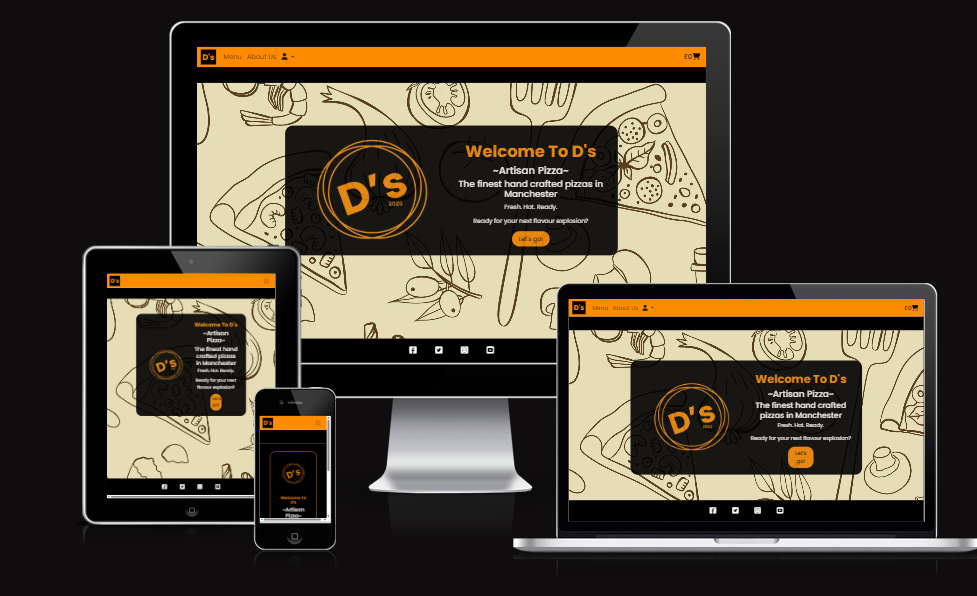 D's Menu About Us £0
D's
2025
Welcome To D's
~Artisan Pizza~
The finest hand crafted pizzas in
Manchester
Fresh. Hot. Ready.
Ready for your next flavour explosion?
Let's go!
D's
D's
Welcome To D's
~Artisan
Pizza~
The finest hand
crafted pizzas
in Manchester
Fresh. Hot. Ready.
Ready for your next
flavour explosion?
Let's
go!
D's
D's
Welcome To
D's
~Artisan
Pizza~
D's Menu About Us £0
D's
2025
Welcome To D's
~Artisan Pizza~
The finest hand crafted
pizzas in Manchester
Fresh. Hot. Ready.
Ready for your next flavour explosion?
Let's
go!